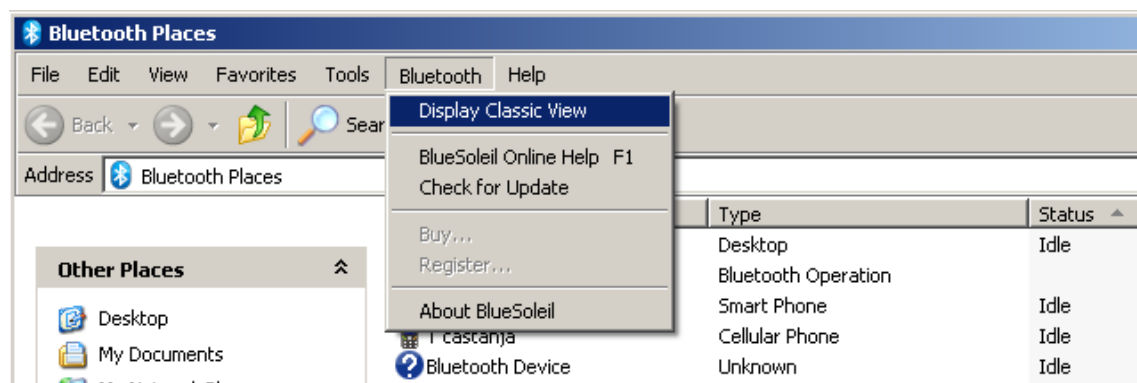 Bluetooth Places
File Edit View Favorites Tools Bluetooth Help
Display Classic View
Back
BlueSoleil Online Help F1
Address Bluetooth Places
Check for Update
Type Status
Buy...
Desktop Idle
Other Places
Register...
Bluetooth Operation
Smart Phone Idle
About BlueSoleil
Desktop
castanja Cellular Phone Idle
My Documents
Bluetooth Device Unknown Idle